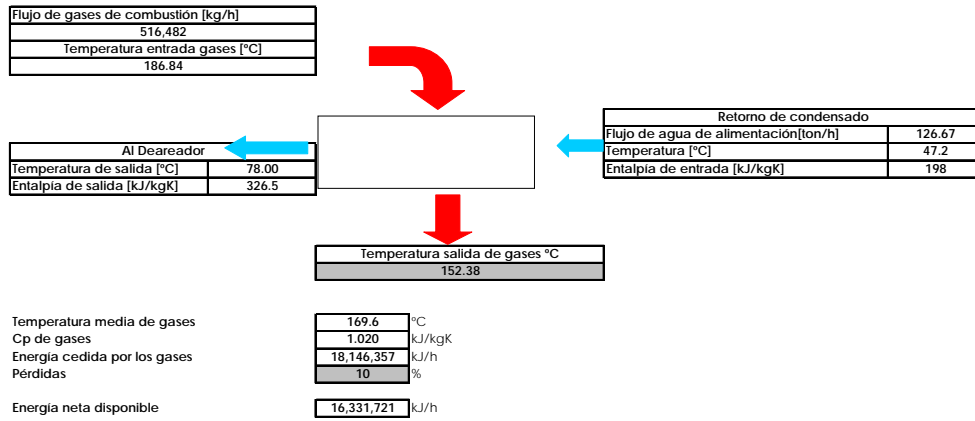 Flujo de gases de combustión [kg/h]
516,482
Temperatura entrada gases [°C]
186.84
Retorno de condensado
Flujo de agua de alimentación[ton/h] 126.67
Temperatura [°C] 47.2
Entalpía de entrada [kJ/kgK] 198
Al Deareador
Temperatura de salida [°C] 78.00
Entalpía de salida [kJ/kgK] 326.5
Temperatura salida de gases °C
152.38
Temperatura media de gases 169.6 °C
Cp de gases 1.020 kJ/kgK
Energía cedida por los gases 18,146,357 kJ/h
Pérdidas 10 %
Energía neta disponible 16,331,721 kJ/h